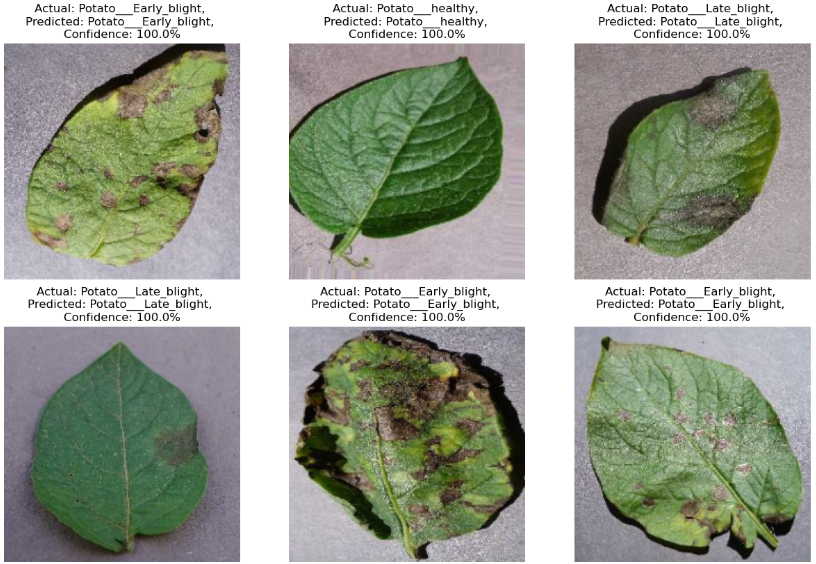 Actual: Potato___Early_blight,
Predicted: Potato___Early_blight,
Confidence: 100.0%
Actual: Potato___healthy,
Predicted: Potato___healthy,
Confidence: 100.0%
Actual: Potato___Late_blight,
Predicted: Potato___Late_blight,
Confidence: 100.0%
Actual: Potato___Late_blight,
Predicted: Potato___Late_blight,
Confidence: 100.0%
Actual: Potato___Early_blight,
Predicted: Potato___Early_blight,
Confidence: 100.0%
Actual: Potato___Early_blight,
Predicted: Potato___Early_blight,
Confidence: 100.0%